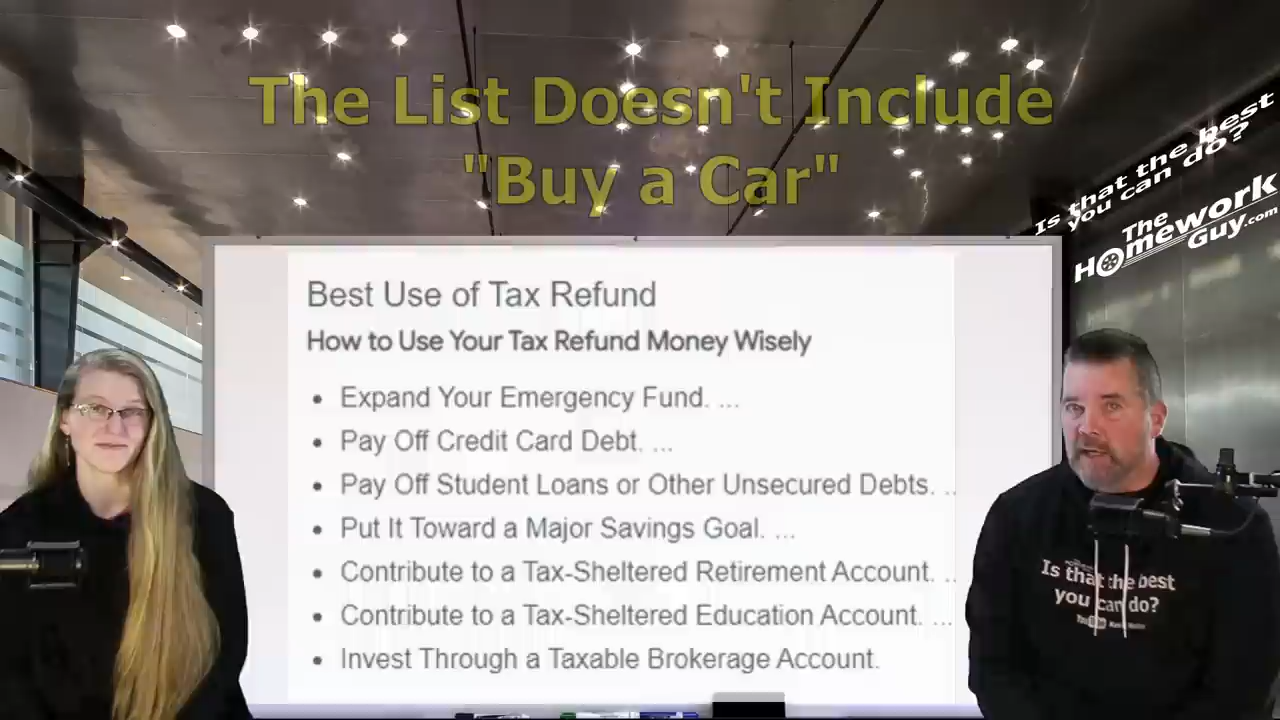 The List Doesn't Include
"Buy a Car"
Is that the best
you can do?
The
Homework
Guy.com
Best Use of Tax Refund
How to Use Your Tax Refund Money Wisely
• Expand Your Emergency Fund. ...
• Pay Off Credit Card Debt. ...
• Pay Off Student Loans or Other Unsecured Debts. ..
• Put It Toward a Major Savings Goal. ...
• Contribute to a Tax-Sheltered Retirement Account. ..
• Contribute to a Tax-Sheltered Education Account. ...
• Invest Through a Taxable Brokerage Account.
Is that the best
you can do?